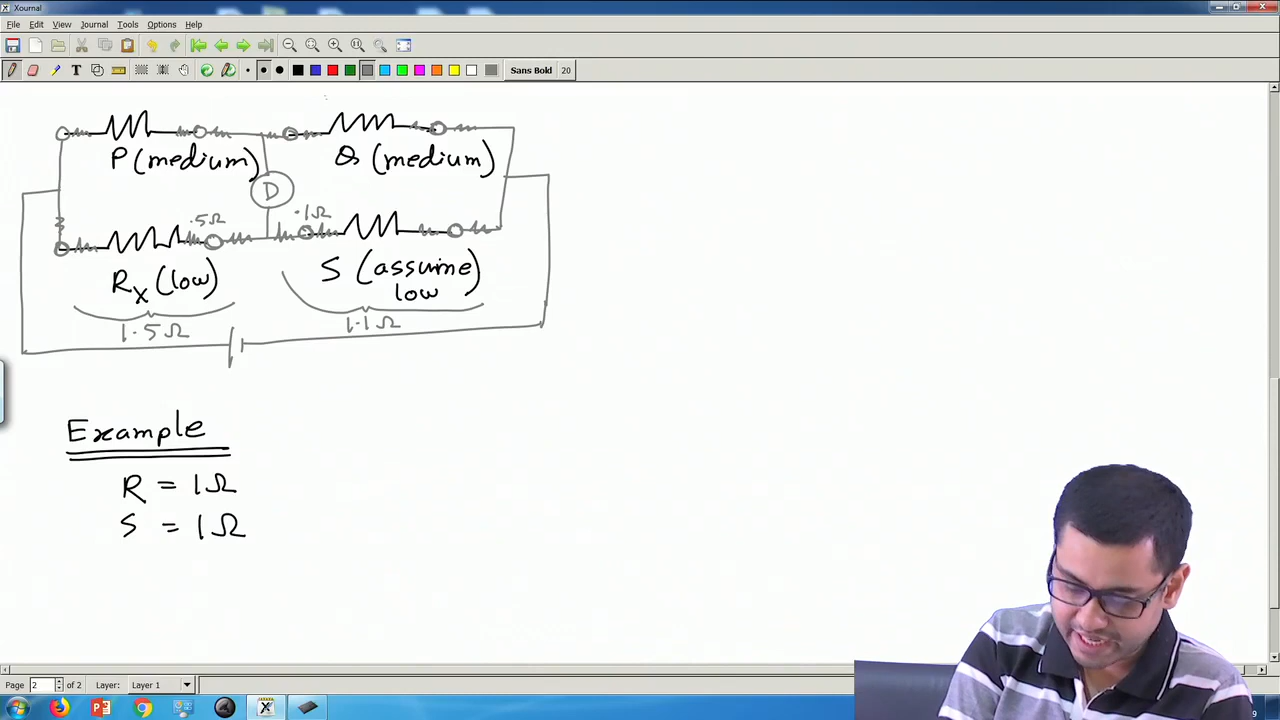 Xournal
File Edit View Journal Tools Options Help
Sans Bold 20
P (medium) Q (medium)
D
.5Ω .1Ω
Rx (low) S (assume low)
1.5Ω 1.1Ω
Example
R = 1Ω
S = 1Ω
Page 2 of 2 Layer: Layer 1